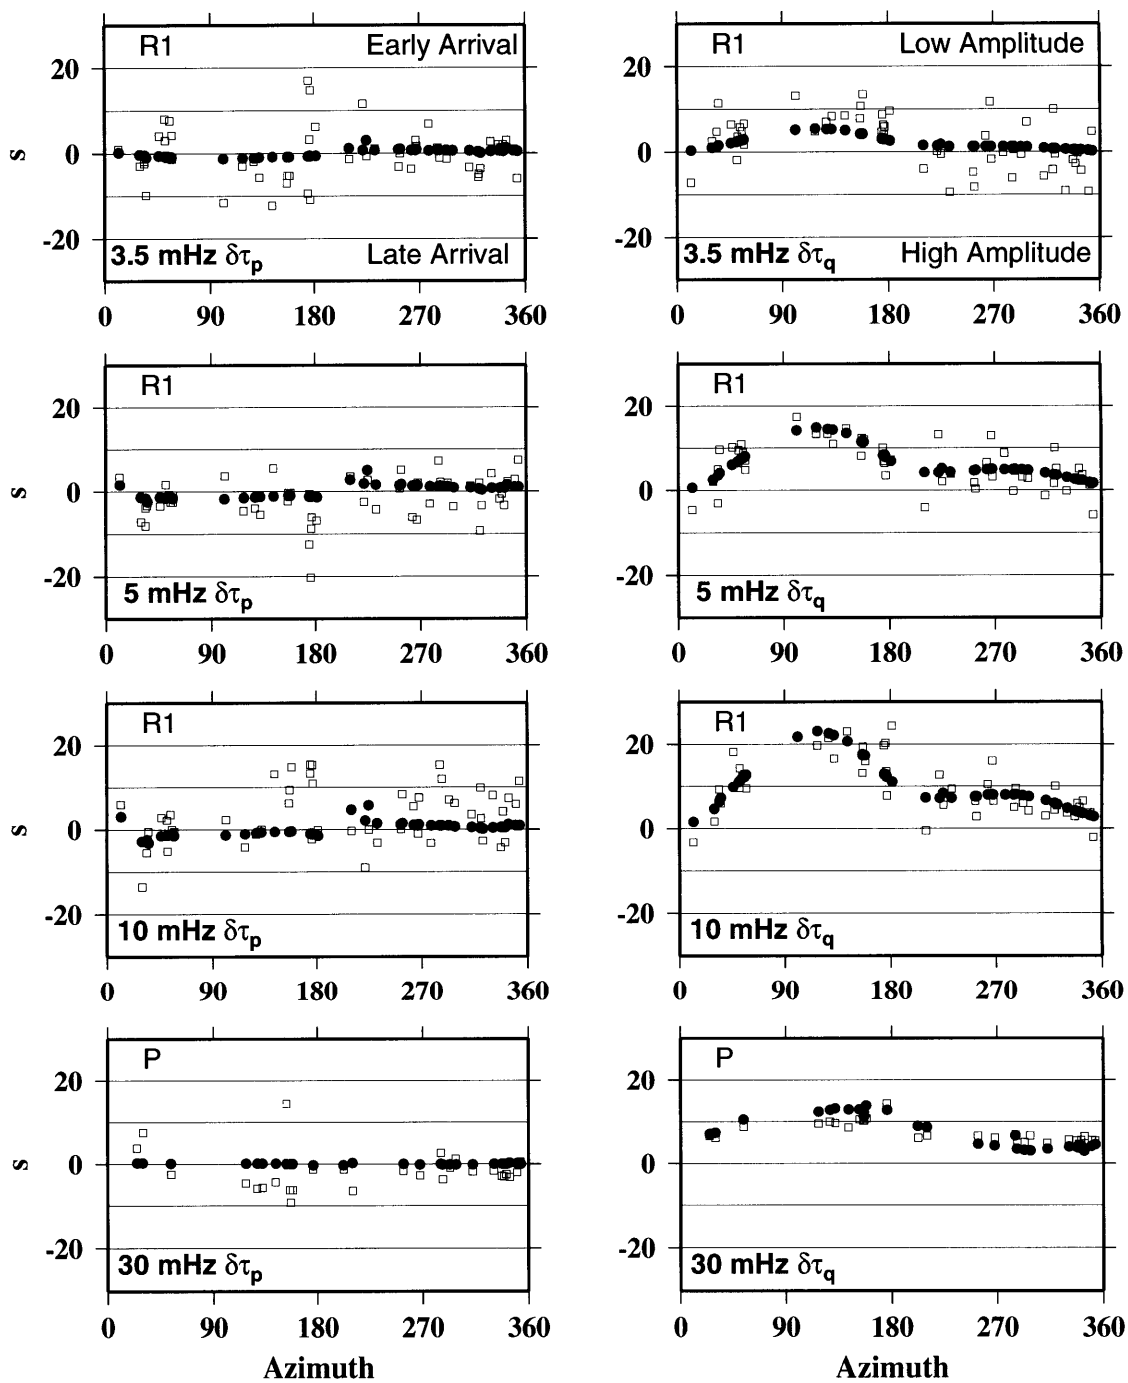 R1 Early Arrival
20
0
-20
s
3.5 mHz δτp Late Arrival
0 90 180 270 360
R1 Low Amplitude
20
0
-20
3.5 mHz δτq High Amplitude
0 90 180 270 360
R1
20
0
-20
s
5 mHz δτp
0 90 180 270 360
R1
20
0
-20
5 mHz δτq
0 90 180 270 360
R1
20
0
-20
s
10 mHz δτp
0 90 180 270 360
R1
20
0
-20
10 mHz δτq
0 90 180 270 360
P
20
0
-20
s
30 mHz δτp
0 90 180 270 360
Azimuth
P
20
0
-20
30 mHz δτq
0 90 180 270 360
Azimuth